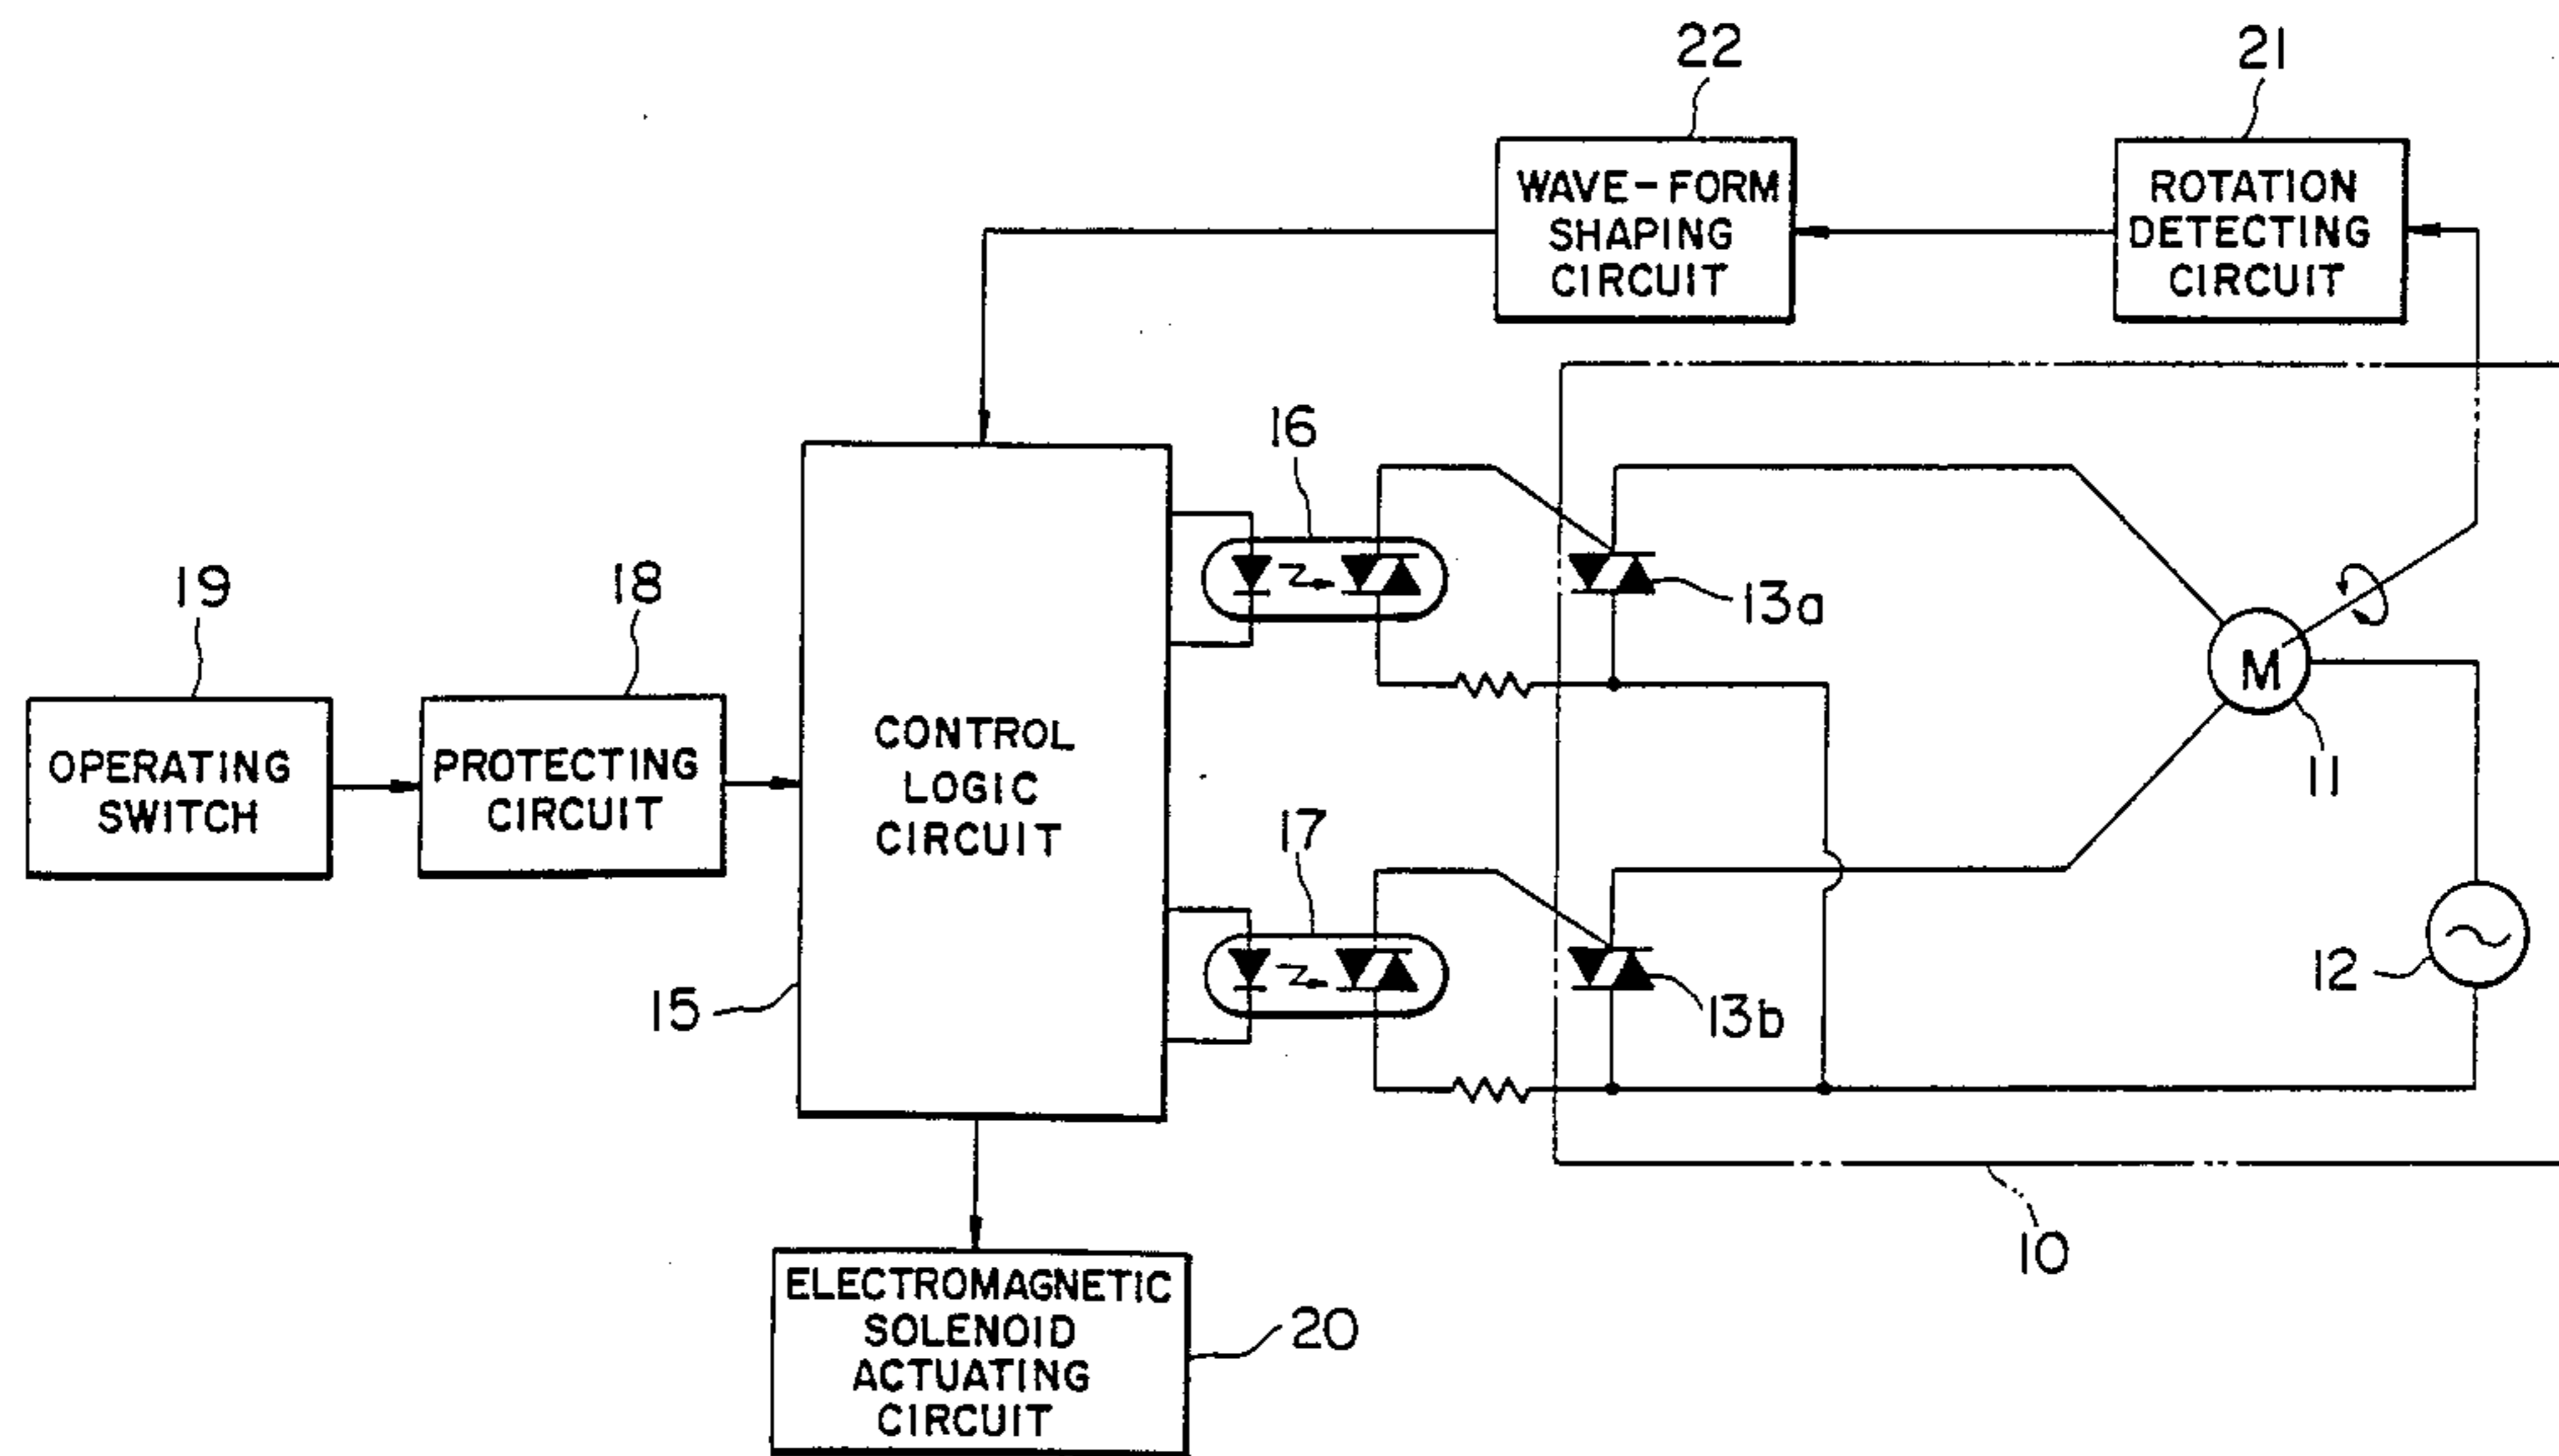 22
21
WAVE-FORM
SHAPING
CIRCUIT
ROTATION
DETECTING
CIRCUIT
16
19
18
13a
M
11
OPERATING
SWITCH
PROTECTING
CIRCUIT
CONTROL
LOGIC
CIRCUIT
17
12
15
13b
10
ELECTROMAGNETIC
SOLENOID
ACTUATING
CIRCUIT
20